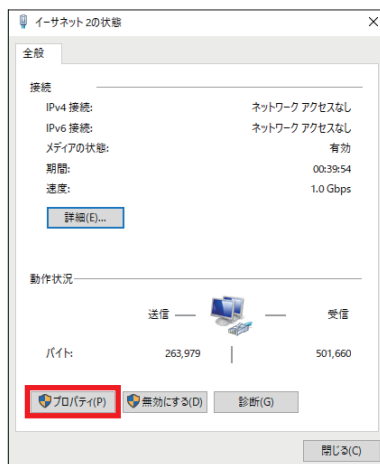 イーサネット 2の状態
全般
接続
IPv4 接続: ネットワーク アクセスなし
IPv6 接続: ネットワーク アクセスなし
メディアの状態: 有効
期間: 00:39:54
速度: 1.0 Gbps
詳細(E)...
動作状況
送信 受信
バイト: 263,979 501,660
プロパティ(P) 無効にする(D) 診断(G)
閉じる(C)